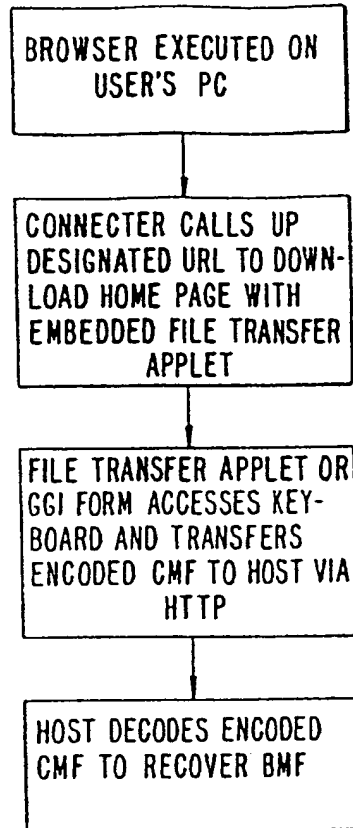 BROWSER EXECUTED ON
USER'S PC
CONNECTER CALLS UP
DESIGNATED URL TO DOWN-
LOAD HOME PAGE WITH
EMBEDDED FILE TRANSFER
APPLET
FILE TRANSFER APPLET OR
GGI FORM ACCESSES KEY-
BOARD AND TRANSFERS
ENCODED CMF TO HOST VIA
HTTP
HOST DECODES ENCODED
CMF TO RECOVER BMF